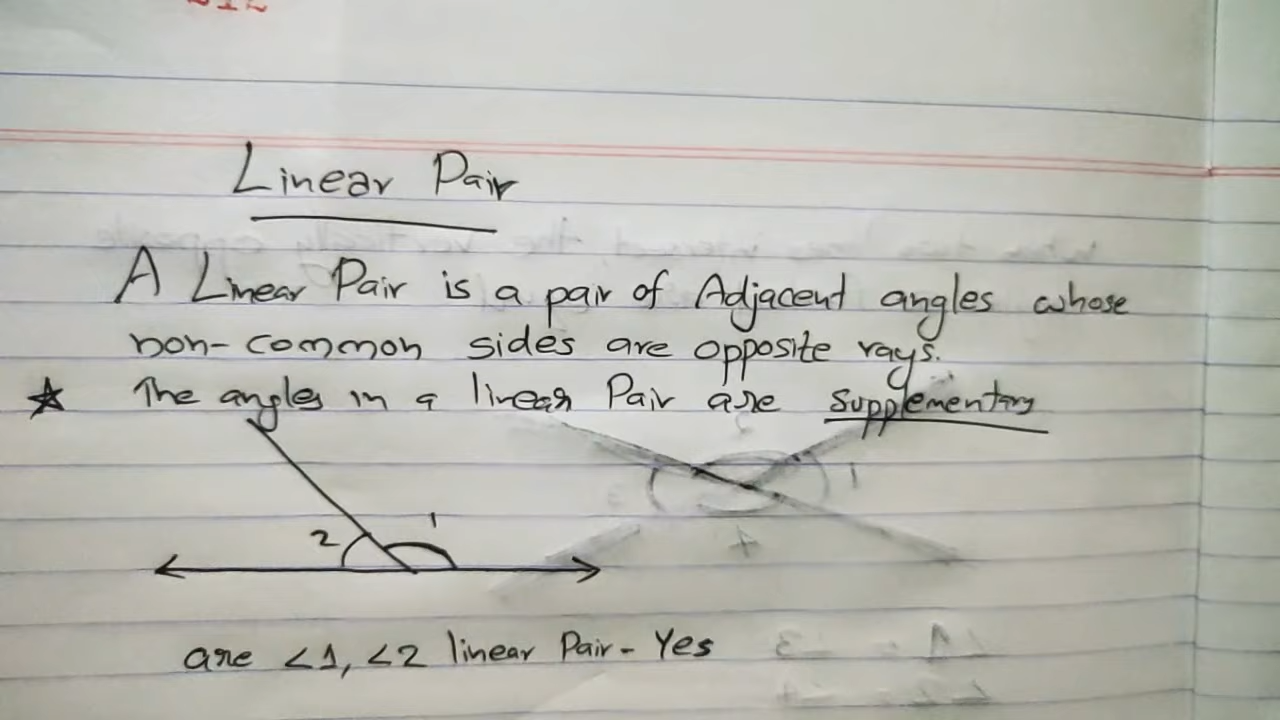 Linear Pair
A Linear Pair is a pair of Adjacent angles whose
non-common sides are opposite rays.
☆ The angles in a linear Pair are supplementary
2 1
are ∠1, ∠2 linear Pair - Yes